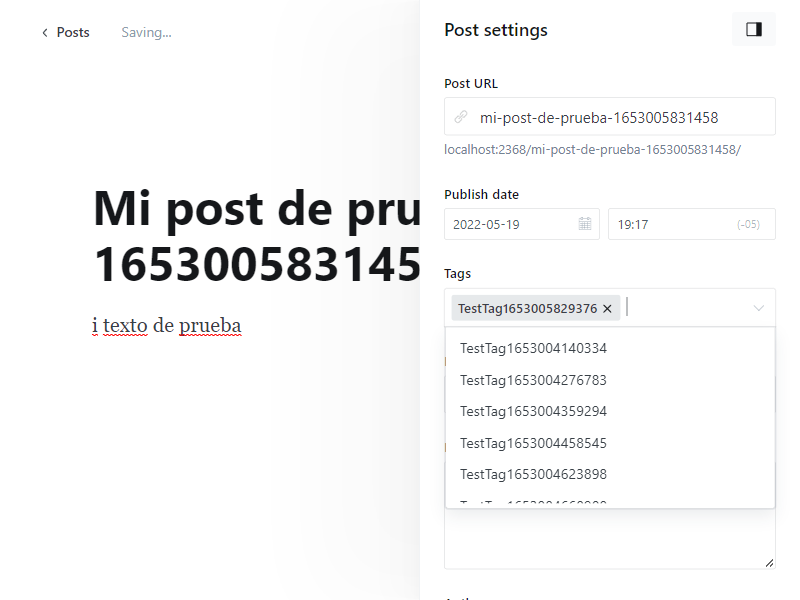 Posts
Saving...
Mi post de pru
165300583145
i texto de prueba
Post settings
Post URL
mi-post-de-prueba-1653005831458
localhost:2368/mi-post-de-prueba-1653005831458/
Publish date
2022-05-19
19:17
(-05)
Tags
TestTag1653005829376 ×
TestTag1653004140334
TestTag1653004276783
TestTag1653004359294
TestTag1653004458545
TestTag1653004623898